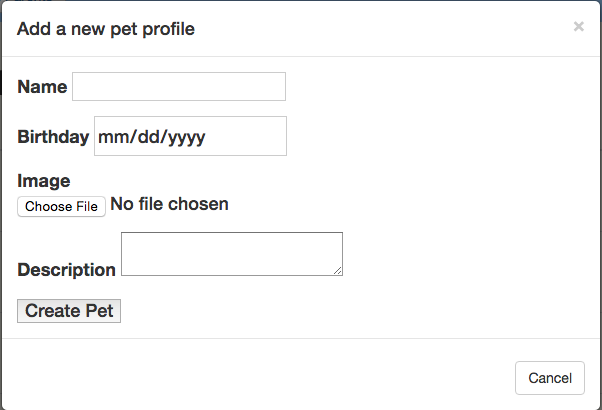 Add a new pet profile ×
Name
Birthday mm/dd/yyyy
Image
Choose File No file chosen
Description
Create Pet
Cancel